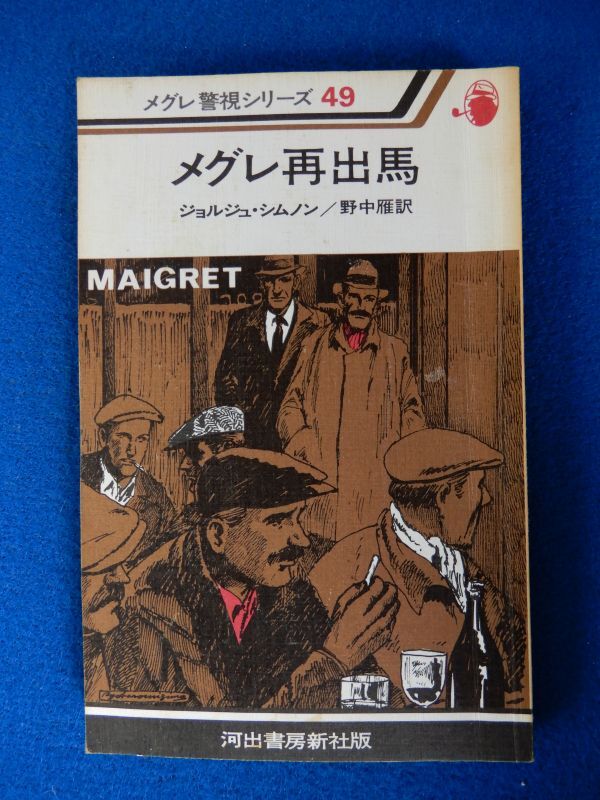 メグレ警視シリーズ 49
メグレ再出馬
ジョルジュ・シムノン／野中雁訳
MAIGRET
河出書房新社版